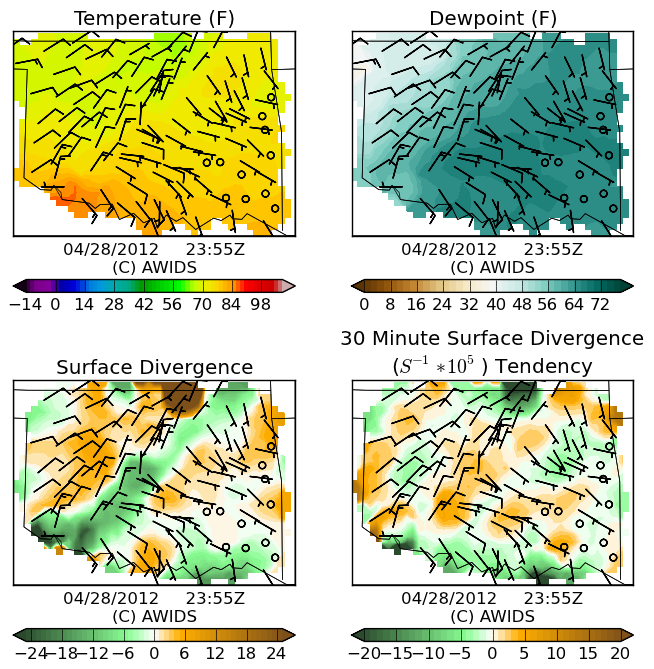 Temperature (F)
Dewpoint (F)
04/28/2012 23:55Z
(C) AWIDS
04/28/2012 23:55Z
(C) AWIDS
−14 0 14 28 42 56 70 84 98
0 8 16 24 32 40 48 56 64 72
30 Minute Surface Divergence
Surface Divergence
(S⁻¹ *10⁵ ) Tendency
04/28/2012 23:55Z
(C) AWIDS
04/28/2012 23:55Z
(C) AWIDS
−24−18−12 −6 0 6 12 18 24
−20−15−10 −5 0 5 10 15 20